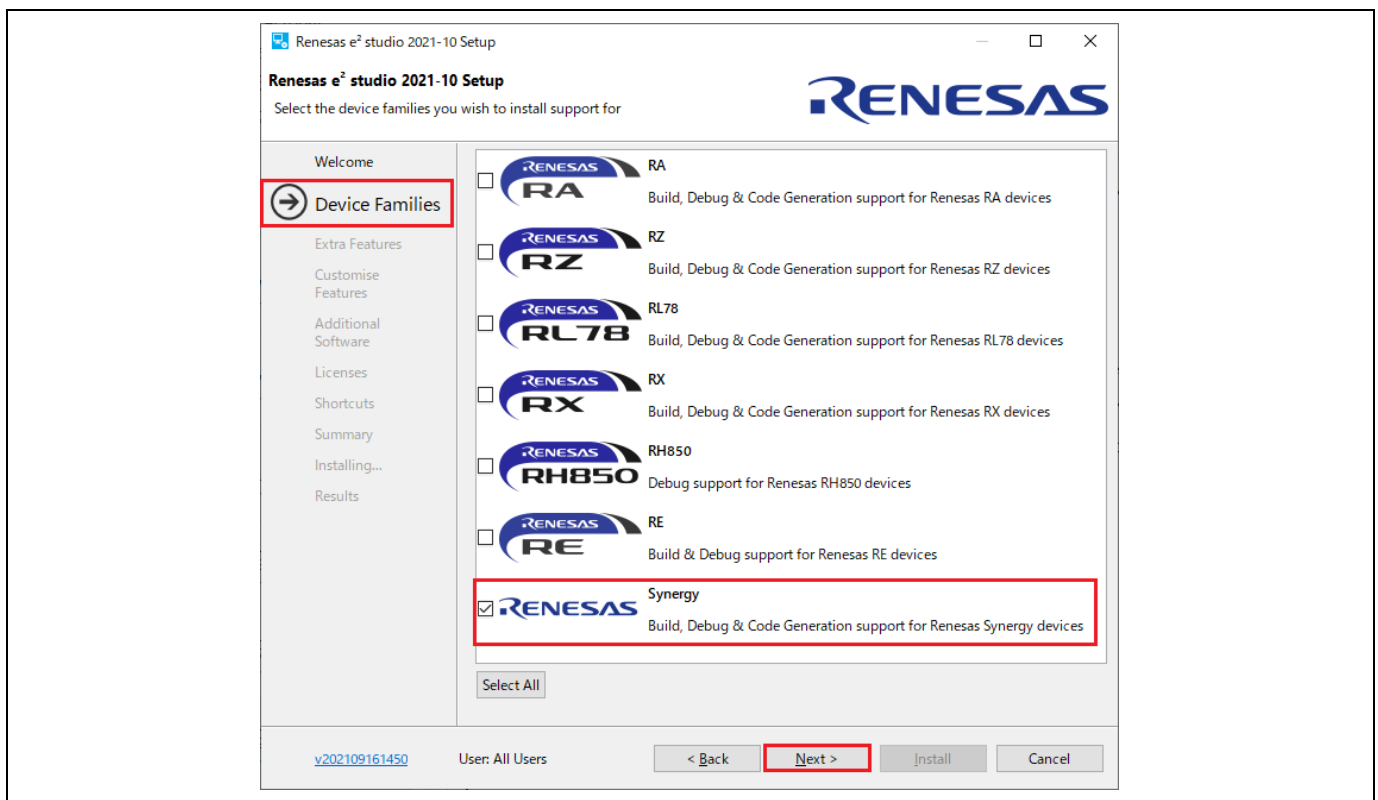 Renesas e² studio 2021-10 Setup
Renesas e² studio 2021-10 Setup
Select the device families you wish to install support for
RENESAS
Welcome
Device Families
Extra Features
Customise
Features
Additional
Software
Licenses
Shortcuts
Summary
Installing...
Results
RENESAS
RA
RA
Build, Debug & Code Generation support for Renesas RA devices
RENESAS
RZ
RZ
Build, Debug & Code Generation support for Renesas RZ devices
RENESAS
RL78
RL78
Build, Debug & Code Generation support for Renesas RL78 devices
RENESAS
RX
RX
Build, Debug & Code Generation support for Renesas RX devices
RENESAS
RH850
RH850
Debug support for Renesas RH850 devices
RENESAS
RE
RE
Build & Debug support for Renesas RE devices
RENESAS
Synergy
Build, Debug & Code Generation support for Renesas Synergy devices
Select All
v202109161450
User: All Users
< Back
Next >
Install
Cancel